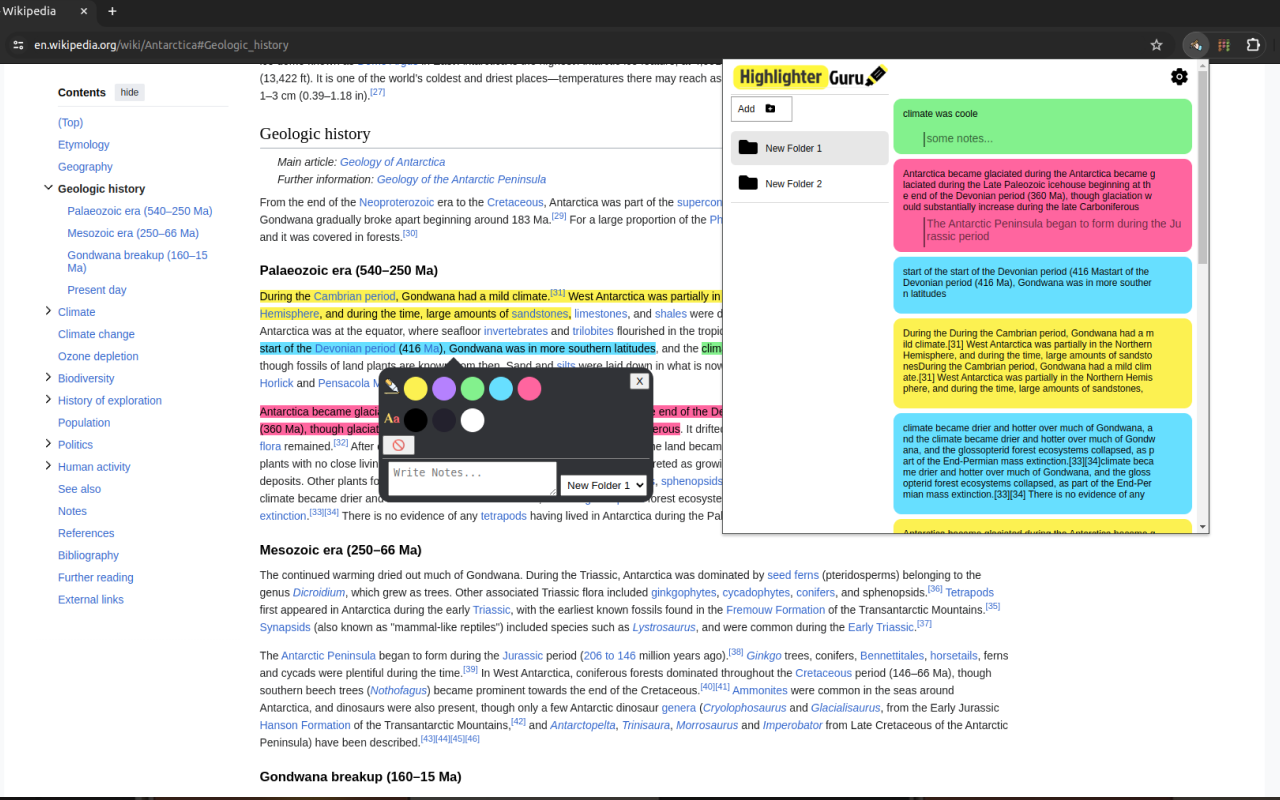 Wikipedia
en.wikipedia.org/wiki/Antarctica#Geologic_history
Contents hide
(Top)
Etymology
Geography
Geologic history
Palaeozoic era (540–250 Ma)
Mesozoic era (250–66 Ma)
Gondwana breakup (160–15
Ma)
Present day
Climate
Climate change
Ozone depletion
Biodiversity
History of exploration
Population
Politics
Human activity
See also
Notes
References
Bibliography
Further reading
External links
(13,422 ft). It is one of the world's coldest and driest places—temperatures there may reach as
1–3 cm (0.39–1.18 in).[27]
Geologic history
Main article: Geology of Antarctica
Further information: Geology of the Antarctic Peninsula
From the end of the Neoproterozoic era to the Cretaceous, Antarctica was part of the supercon
Gondwana gradually broke apart beginning around 183 Ma.[29] For a large proportion of the Ph
and it was covered in forests.[30]
Palaeozoic era (540–250 Ma)
During the Cambrian period, Gondwana had a mild climate.[31] West Antarctica was partially in
Hemisphere, and during the time, large amounts of sandstones, limestones, and shales were d
Antarctica was at the equator, where seafloor invertebrates and trilobites flourished in the tropic
start of the Devonian period (416 Ma), Gondwana was in more southern latitudes, and the clim
though fossils of land plants are known from then. Sand and silts were laid down in what is now
Horlick and Pensacola M
Antarctica became glaci e end of the De
(360 Ma), though glaciat erous. It drifte
flora remained.[32] After he land became
plants with no close livin reted as growi
deposits. Other plants fo s, sphenopsids
climate became drier and forest ecosyste
extinction.[33][34] There is no evidence of any tetrapods having lived in Antarctica during the Pal
X
Aa
Write Notes...
New Folder 1
Mesozoic era (250–66 Ma)
The continued warming dried out much of Gondwana. During the Triassic, Antarctica was dominated by seed ferns (pteridosperms) belonging to the
genus Dicroidium, which grew as trees. Other associated Triassic flora included ginkgophytes, cycadophytes, conifers, and sphenopsids.[36] Tetrapods
first appeared in Antarctica during the early Triassic, with the earliest known fossils found in the Fremouw Formation of the Transantarctic Mountains.[35]
Synapsids (also known as "mammal-like reptiles") included species such as Lystrosaurus, and were common during the Early Triassic.[37]
The Antarctic Peninsula began to form during the Jurassic period (206 to 146 million years ago).[38] Ginkgo trees, conifers, Bennettitales, horsetails, ferns
and cycads were plentiful during the time.[39] In West Antarctica, coniferous forests dominated throughout the Cretaceous period (146–66 Ma), though
southern beech trees (Nothofagus) became prominent towards the end of the Cretaceous.[40][41] Ammonites were common in the seas around
Antarctica, and dinosaurs were also present, though only a few Antarctic dinosaur genera (Cryolophosaurus and Glacialisaurus, from the Early Jurassic
Hanson Formation of the Transantarctic Mountains,[42] and Antarctopelta, Trinisaura, Morrosaurus and Imperobator from Late Cretaceous of the Antarctic
Peninsula) have been described.[43][44][45][46]
Gondwana breakup (160–15 Ma)
Highlighter Guru
Add
New Folder 1
New Folder 2
climate was coole
some notes...
Antarctica became glaciated during the Antarctica became g
laciated during the Late Paleozoic icehouse beginning at th
e end of the Devonian period (360 Ma), though glaciation w
ould substantially increase during the late Carboniferous
The Antarctic Peninsula began to form during the Ju
rassic period
start of the start of the Devonian period (416 Mastart of the
Devonian period (416 Ma), Gondwana was in more souther
n latitudes
During the During the Cambrian period, Gondwana had a m
ild climate.[31] West Antarctica was partially in the Northern
Hemisphere, and during the time, large amounts of sandsto
nesDuring the Cambrian period, Gondwana had a mild clim
ate.[31] West Antarctica was partially in the Northern Hemis
phere, and during the time, large amounts of sandstones,
climate became drier and hotter over much of Gondwana, a
nd the climate became drier and hotter over much of Gondw
ana, and the glossopterid forest ecosystems collapsed, as p
art of the End-Permian mass extinction.[33][34]climate beca
me drier and hotter over much of Gondwana, and the gloss
opterid forest ecosystems collapsed, as part of the End-Per
mian mass extinction.[33][34] There is no evidence of any
Antarctica became glaciated during the Antarctica became g